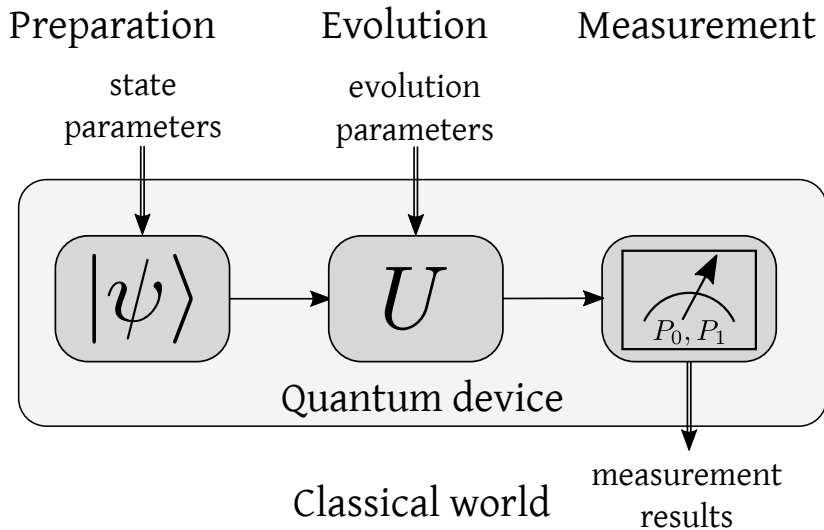 Preparation
Evolution
Measurement
state
parameters
evolution
parameters
|ψ⟩
U
P₀, P₁
Quantum device
Classical world
measurement
results